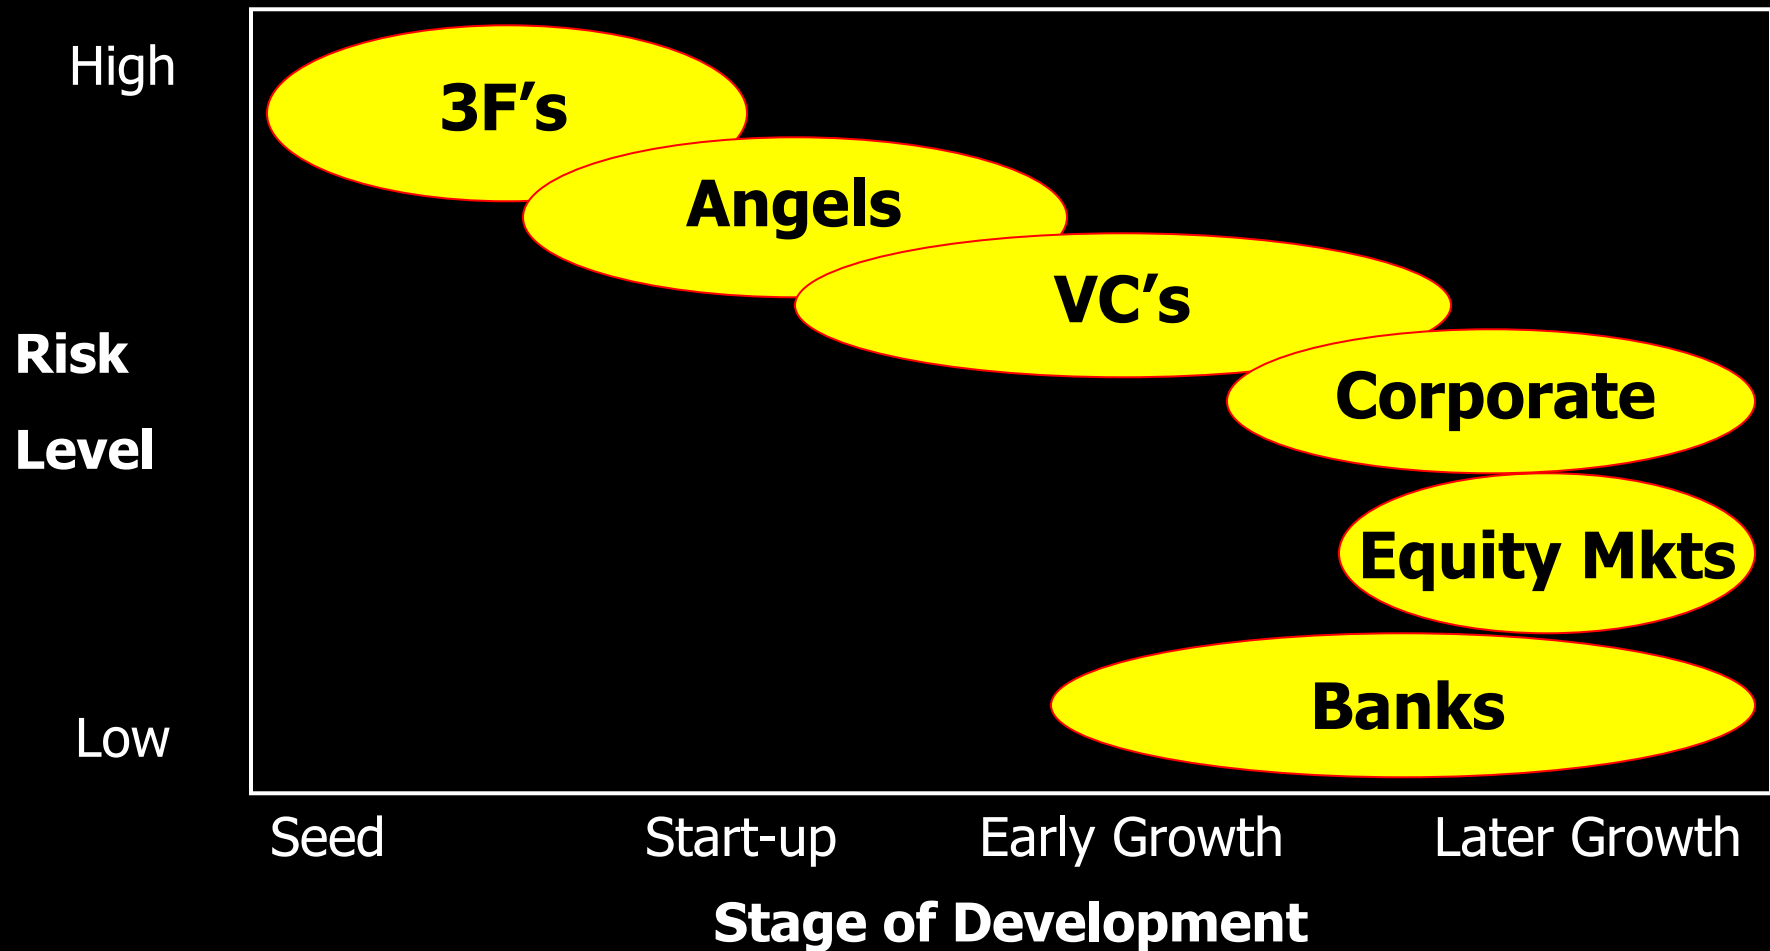 High
3F’s
Angels
VC’s
Risk
Level
Corporate
Equity Mkts
Banks
Low
Seed Start-up Early Growth Later Growth
Stage of Development